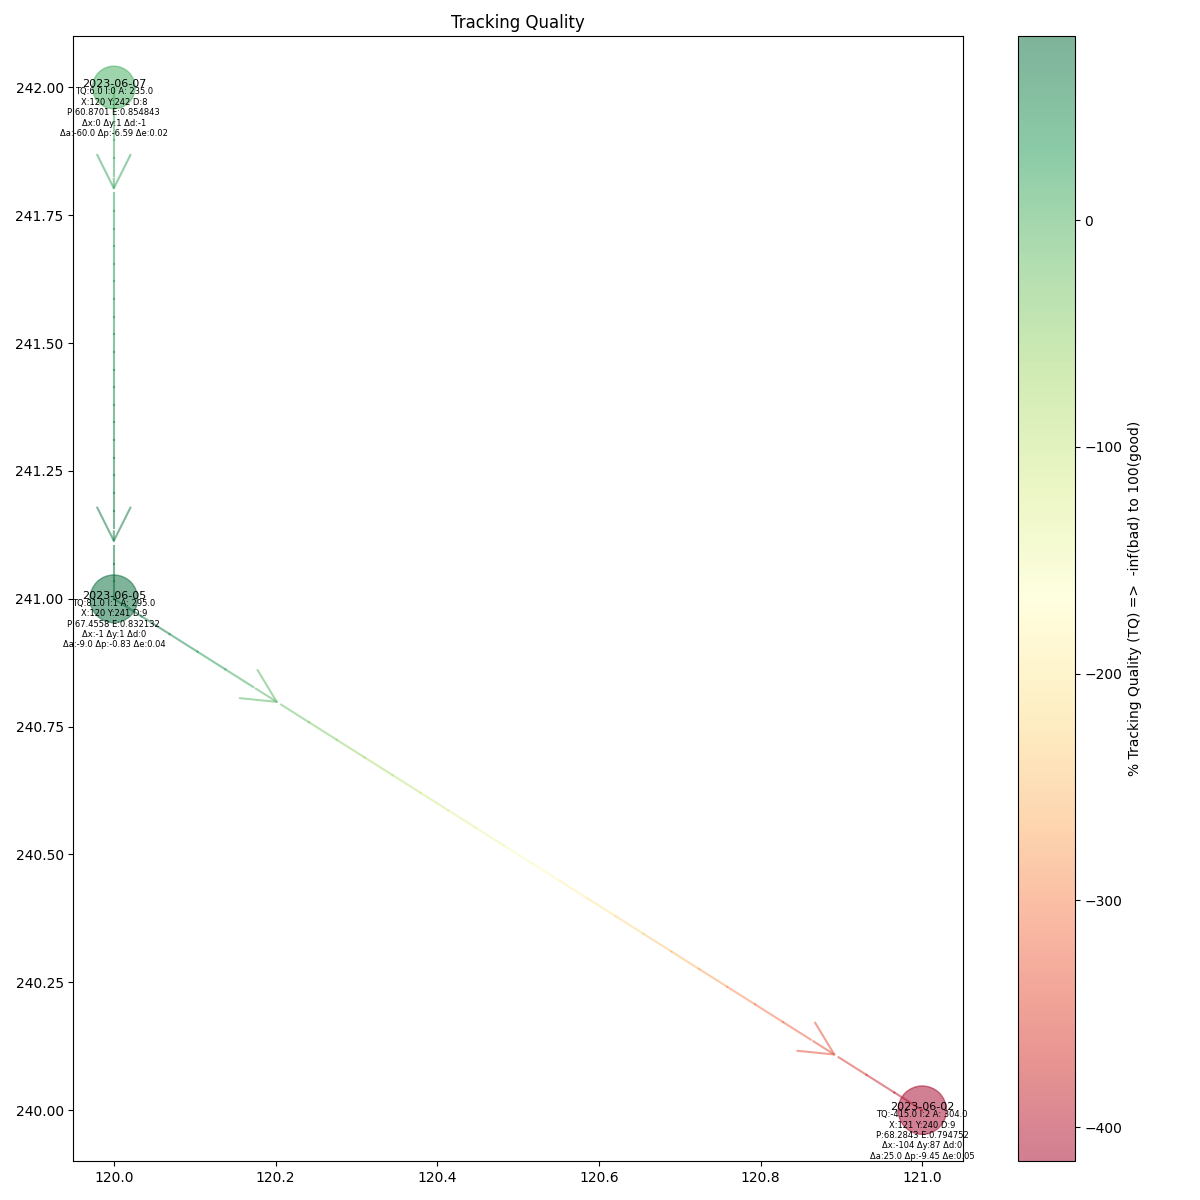 Tracking Quality
242.00
241.75
241.50
241.25
241.00
240.75
240.50
240.25
240.00
2023-06-07
TQ:6.0 I:0 A: 235.0
X:120 Y:242 D:8
P:60.8701 E:0.854843
Δx:0 Δy:1 Δd:-1
Δa:-60.0 Δp:-6.59 Δe:0.02
2023-06-05
TQ:81.0 I:1 A: 295.0
X:120 Y:241 D:9
P:67.4558 E:0.832132
Δx:-1 Δy:1 Δd:0
Δa:-9.0 Δp:-0.83 Δe:0.04
2023-06-02
TQ:-415.0 I:2 A: 304.0
X:121 Y:240 D:9
P:68.2843 E:0.794752
Δx:-104 Δy:87 Δd:0
Δa:25.0 Δp:-9.45 Δe:0.05
120.0 120.2 120.4 120.6 120.8 121.0
0
−100
−200
−300
−400
% Tracking Quality (TQ) => -inf(bad) to 100(good)